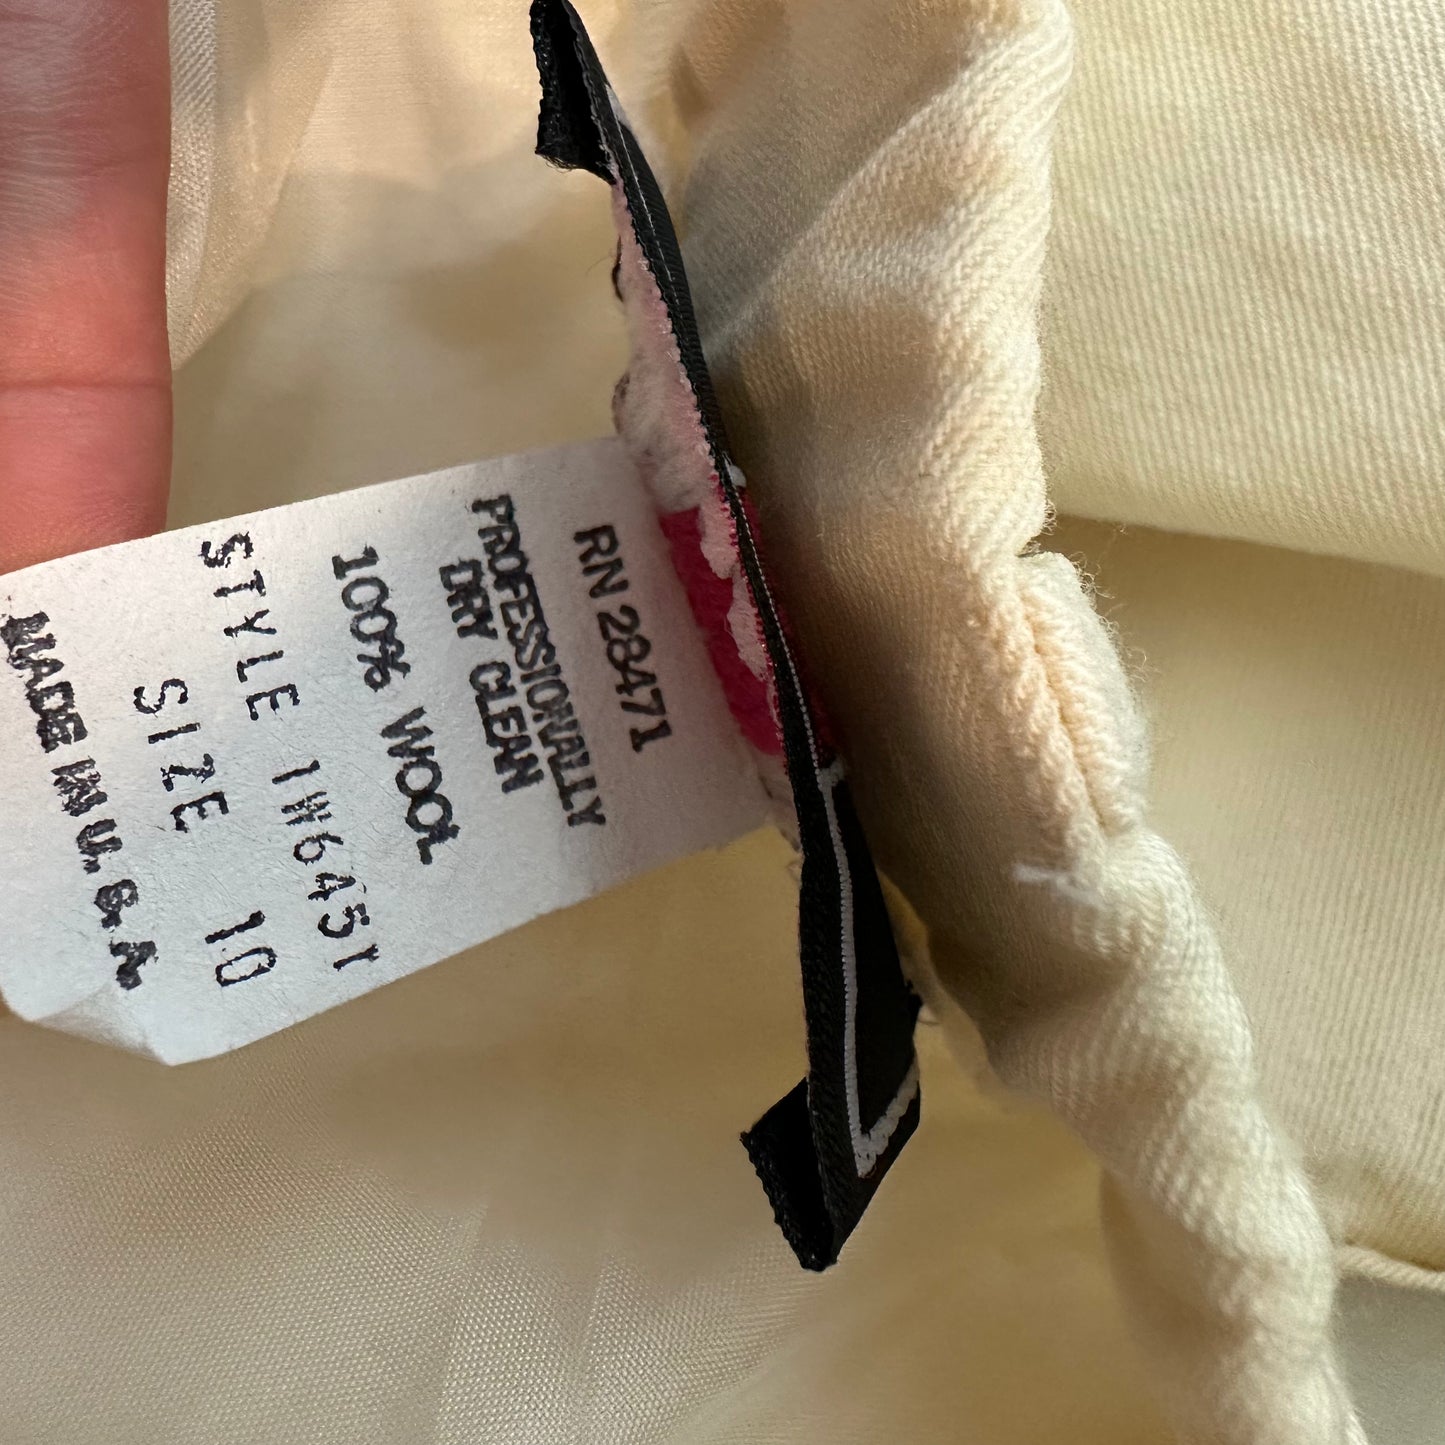 RN 28471
PROFESSIONALLY
DRY CLEAN
100% WOOL
STYLE 1W6451
SIZE 10
MADE IN U.S.A.